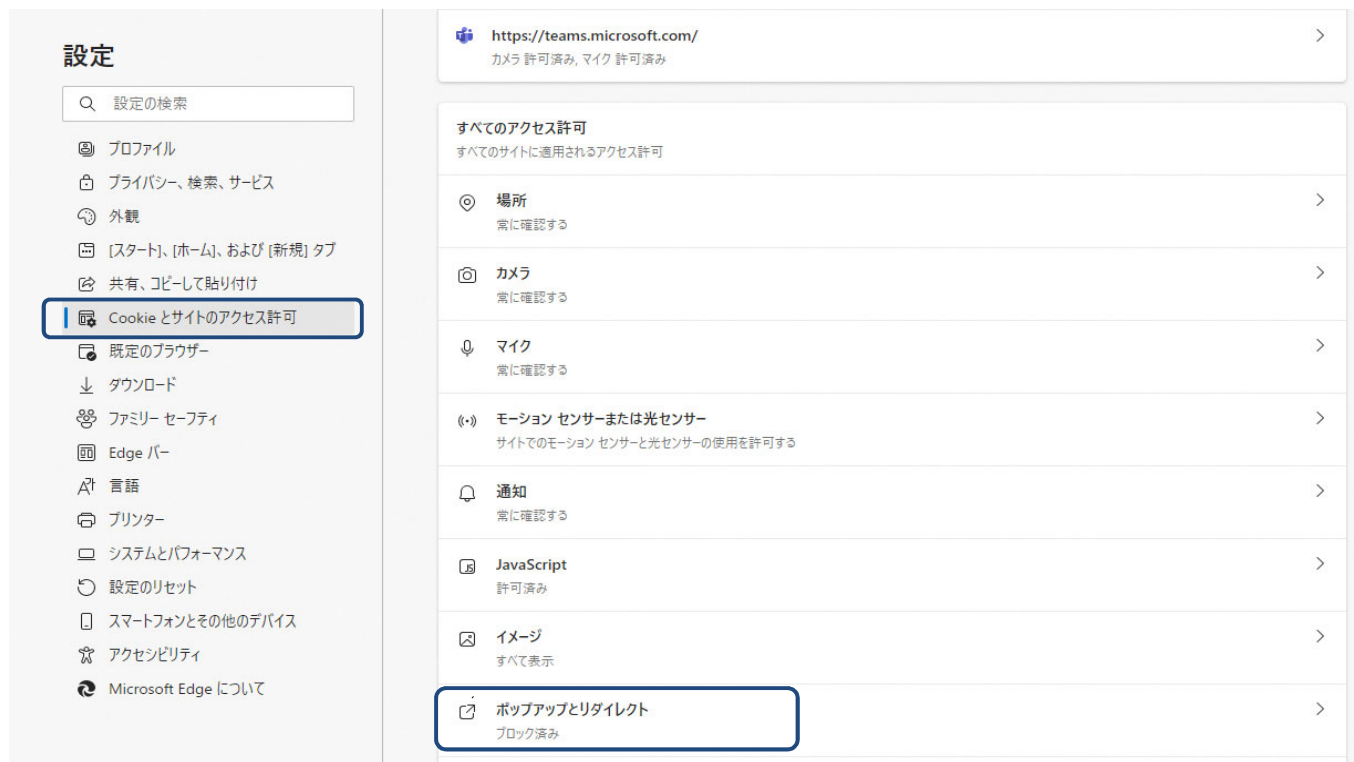 設定
設定の検索
プロファイル
プライバシー、検索、サービス
外観
[スタート]、[ホーム]、および [新規] タブ
共有、コピーして貼り付け
Cookie とサイトのアクセス許可
既定のブラウザー
ダウンロード
ファミリー セーフティ
Edge バー
言語
プリンター
システムとパフォーマンス
設定のリセット
スマートフォンとその他のデバイス
アクセシビリティ
Microsoft Edge について
https://teams.microsoft.com/
カメラ 許可済み, マイク 許可済み
すべてのアクセス許可
すべてのサイトに適用されるアクセス許可
場所
常に確認する
カメラ
常に確認する
マイク
常に確認する
モーション センサーまたは光センサー
サイトでのモーション センサーと光センサーの使用を許可する
通知
常に確認する
JavaScript
許可済み
イメージ
すべて表示
ポップアップとリダイレクト
ブロック済み